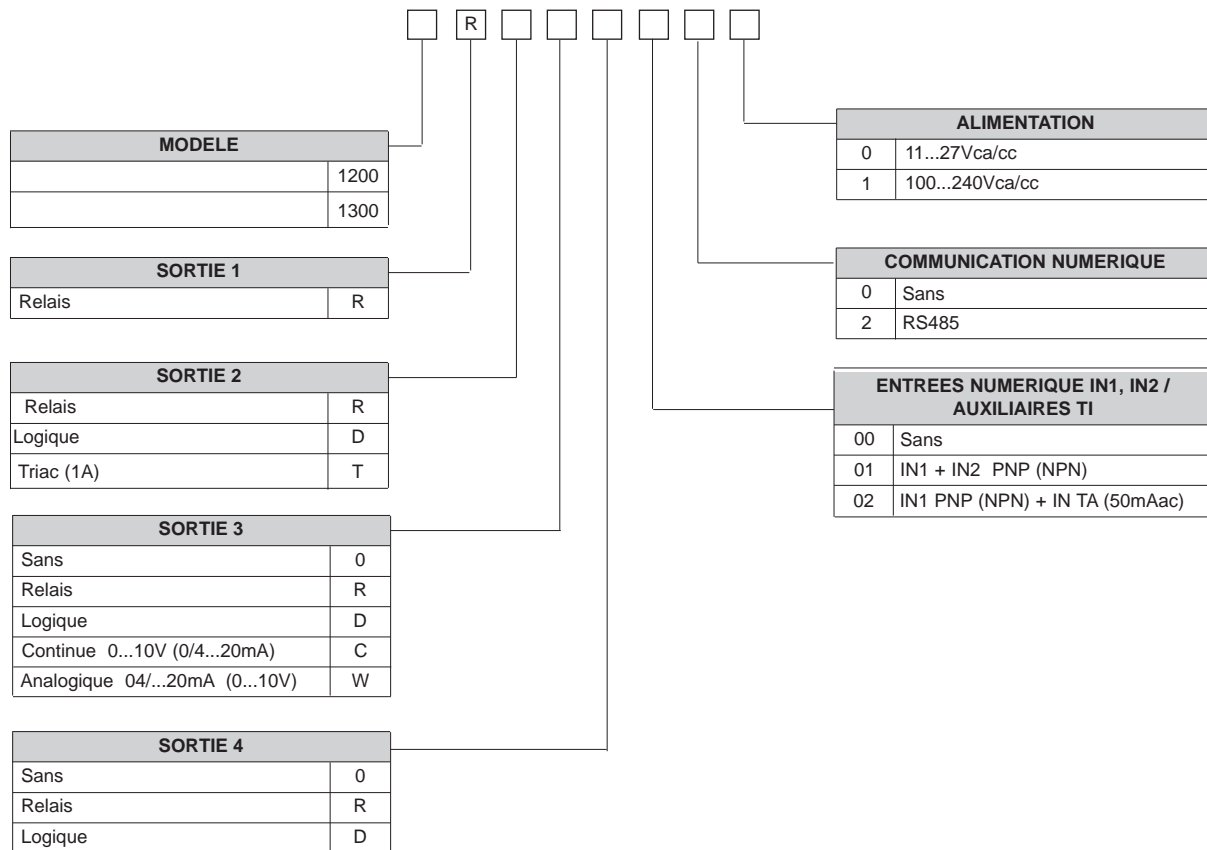 R
MODELE
1200
1300
SORTIE 1
Relais R
SORTIE 2
Relais R
Logique D
Triac (1A) T
SORTIE 3
Sans 0
Relais R
Logique D
Continue 0...10V (0/4...20mA) C
Analogique 04/...20mA (0...10V) W
SORTIE 4
Sans 0
Relais R
Logique D
ALIMENTATION
0 11...27Vca/cc
1 100...240Vca/cc
COMMUNICATION NUMERIQUE
0 Sans
2 RS485
ENTREES NUMERIQUE IN1, IN2 /
AUXILIAIRES TI
00 Sans
01 IN1 + IN2 PNP (NPN)
02 IN1 PNP (NPN) + IN TA (50mAac)